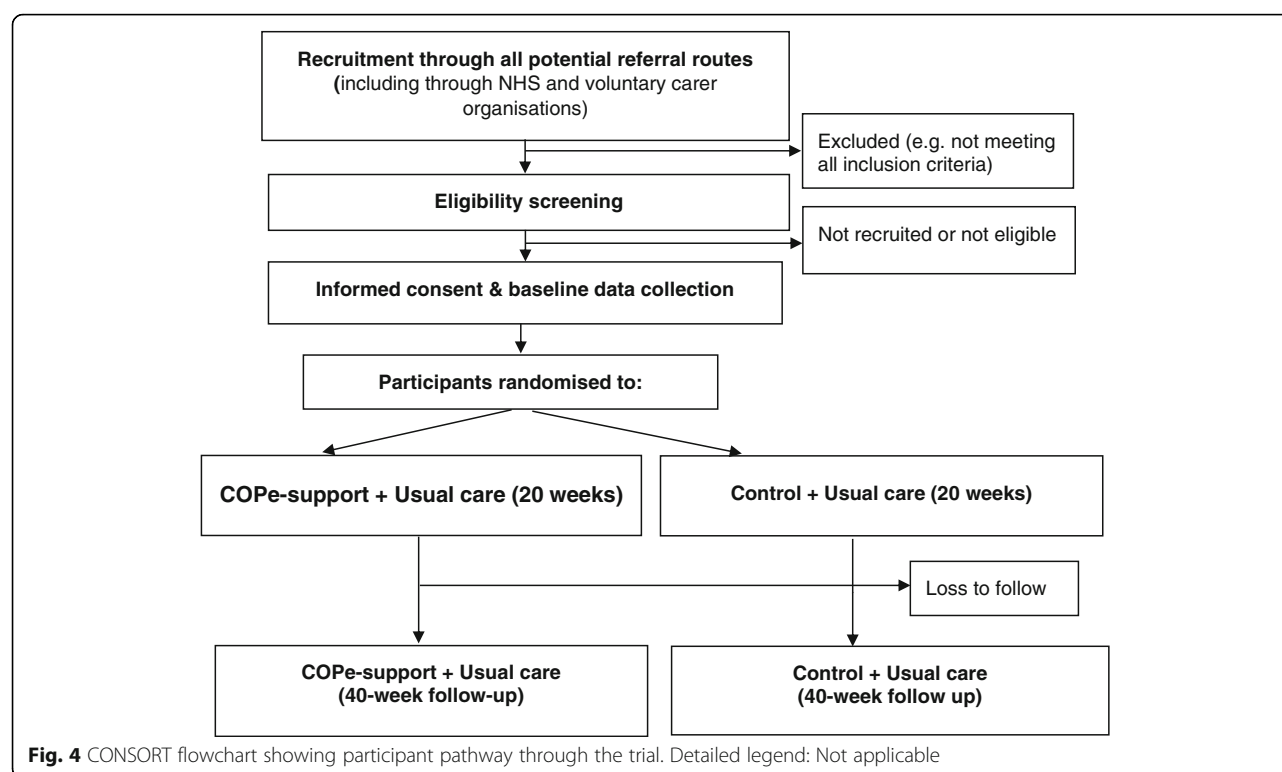 Recruitment through all potential referral routes
(including through NHS and voluntary carer
organisations)
Excluded (e.g. not meeting
all inclusion criteria)
Eligibility screening
Not recruited or not eligible
Informed consent & baseline data collection
Participants randomised to:
COPe-support + Usual care (20 weeks)
Control + Usual care (20 weeks)
Loss to follow
COPe-support + Usual care
(40-week follow-up)
Control + Usual care
(40-week follow up)
Fig. 4 CONSORT flowchart showing participant pathway through the trial. Detailed legend: Not applicable